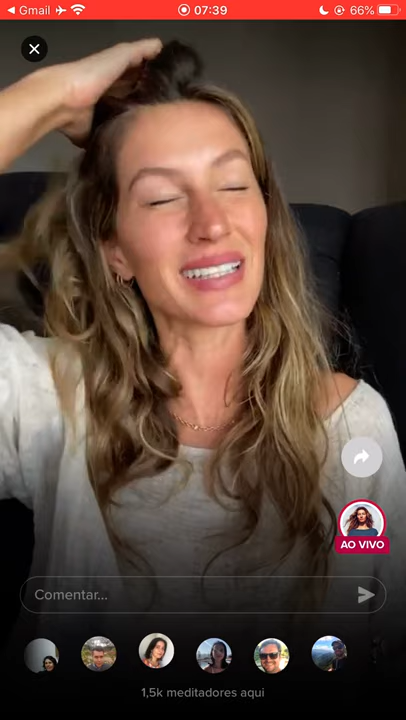 Gmail
07:39
66%
AO VIVO
Comentar...
1,5k meditadores aqui